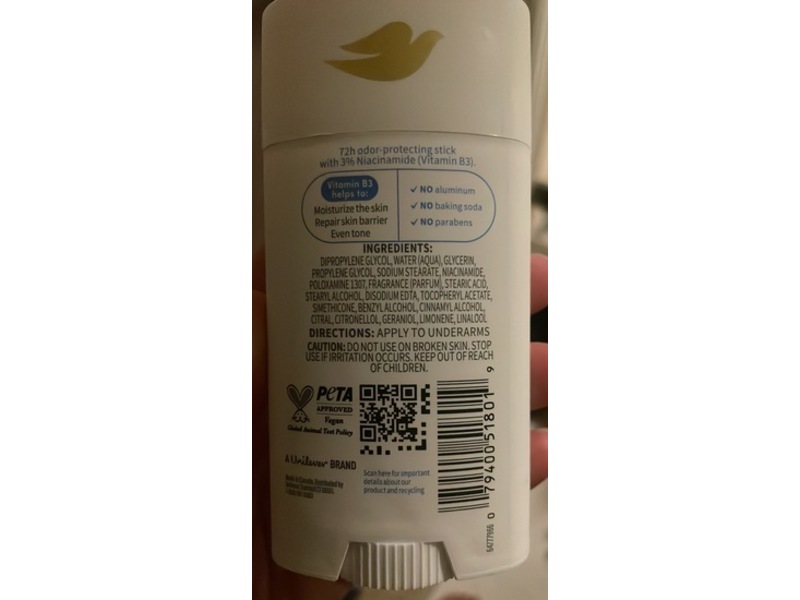 72h odor-protecting stick
with 3% Niacinamide (Vitamin B3).
Vitamin B3
helps to:
Moisturize the skin
Repair skin barrier
Even tone
✓ NO aluminum
✓ NO baking soda
✓ NO parabens
INGREDIENTS:
DIPROPYLENE GLYCOL, WATER (AQUA), GLYCERIN,
PROPYLENE GLYCOL, SODIUM STEARATE, NIACINAMIDE,
POLOXAMINE 1307, FRAGRANCE (PARFUM), STEARIC ACID,
STEARYL ALCOHOL, DISODIUM EDTA, TOCOPHERYL ACETATE,
SIMETHICONE, BENZYL ALCOHOL, CINNAMYL ALCOHOL,
CITRAL, CITRONELLOL, GERANIOL, LIMONENE, LINALOOL
DIRECTIONS: APPLY TO UNDERARMS
CAUTION: DO NOT USE ON BROKEN SKIN. STOP
USE IF IRRITATION OCCURS. KEEP OUT OF REACH
OF CHILDREN.
PETA
APPROVED
Vegan
Global Animal Test Policy
A Unilever BRAND
Made in Canada. Distributed by
Scan here for important
details about our
product and recycling
0 79400 51801 9